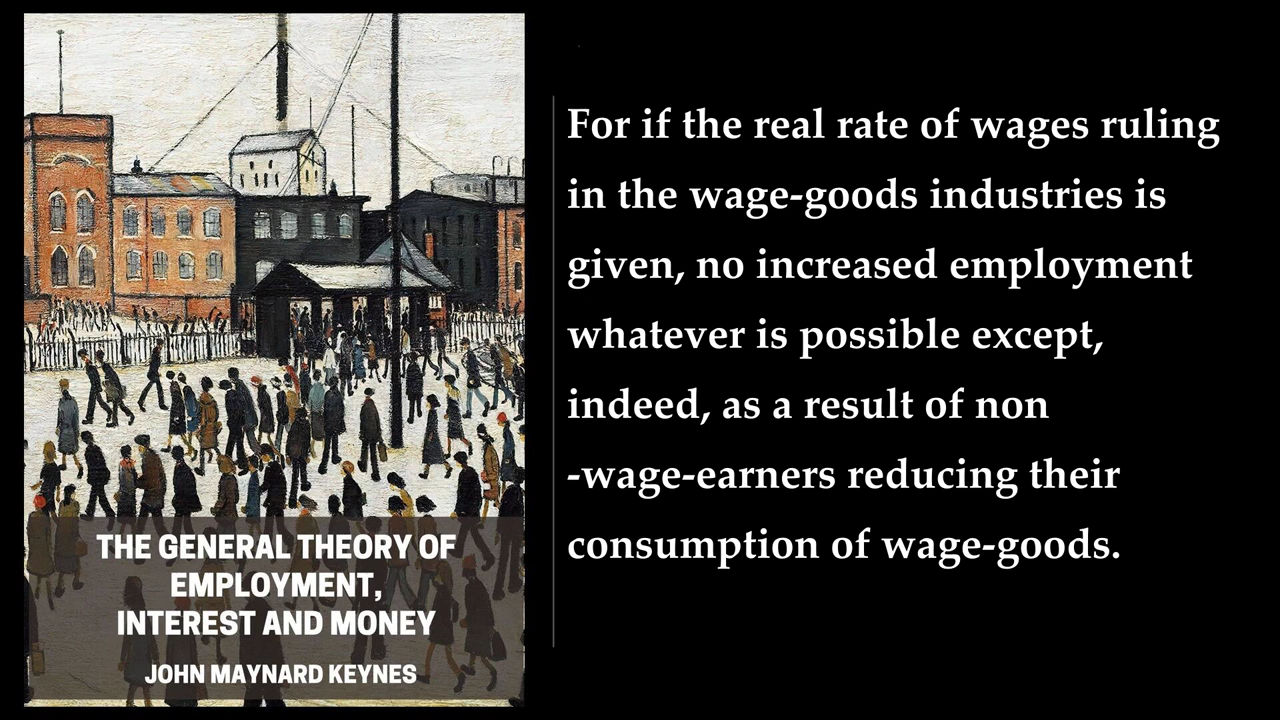 THE GENERAL THEORY OF
EMPLOYMENT,
INTEREST AND MONEY
JOHN MAYNARD KEYNES
For if the real rate of wages ruling
in the wage-goods industries is
given, no increased employment
whatever is possible except,
indeed, as a result of non
-wage-earners reducing their
consumption of wage-goods.